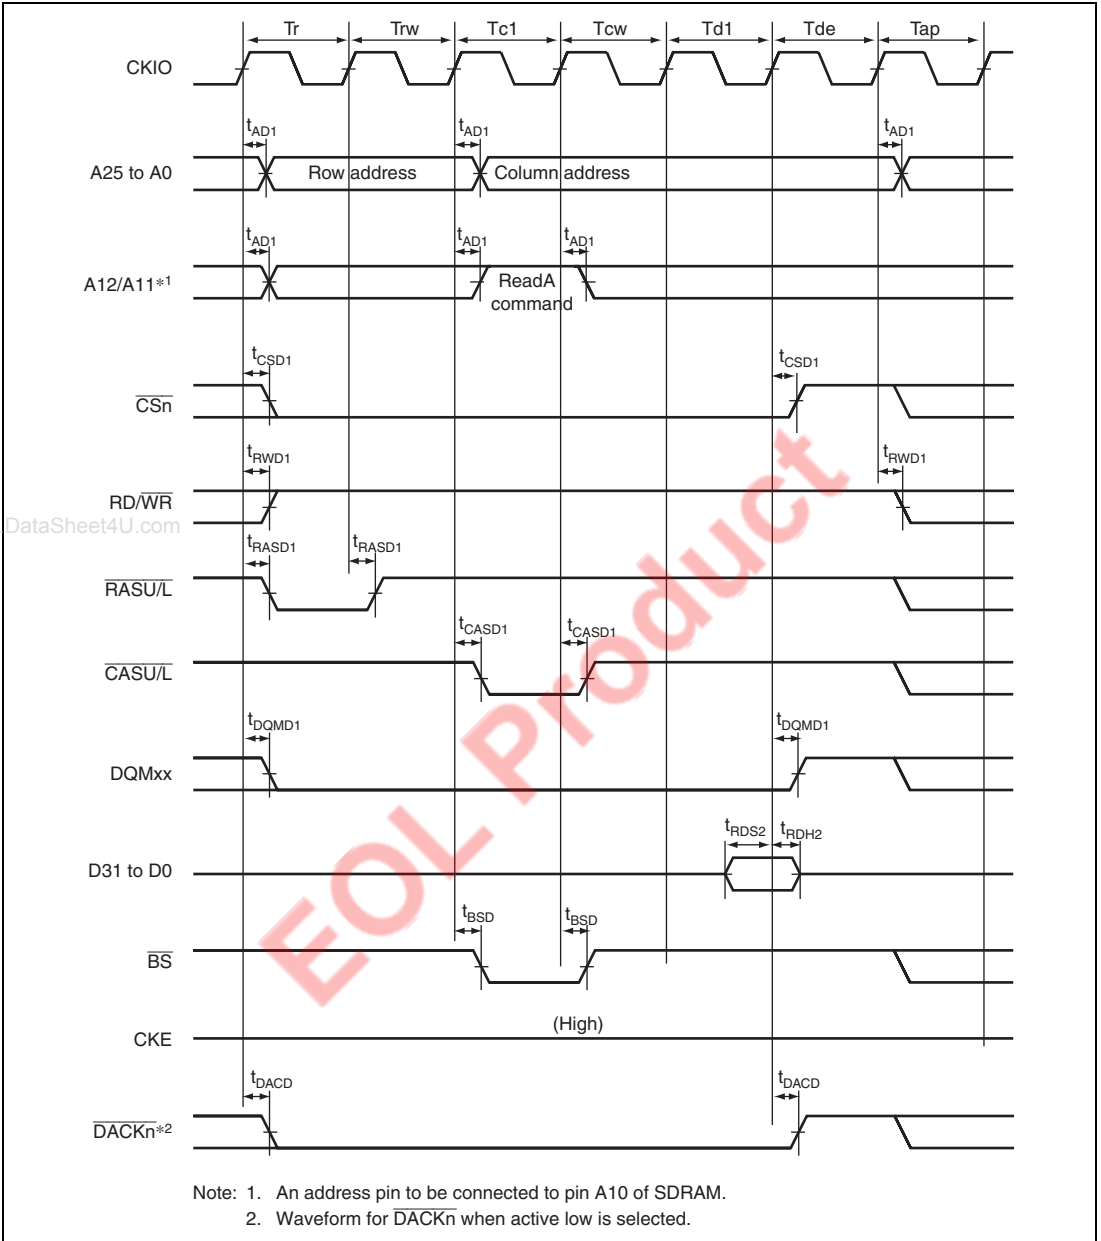 Tr Trw Tc1 Tcw Td1 Tde Tap
CKIO
tAD1 tAD1 tAD1
A25 to A0 Row address Column address
tAD1 tAD1 tAD1
A12/A11*1 ReadA
command
tCSD1 tCSD1
CSn
tRWD1 tRWD1
RD/WR
DataSheet4U.com
tRASD1 tRASD1
RASU/L
tCASD1 tCASD1
CASU/L
tDQMD1 tDQMD1
DQMxx
tRDS2 tRDH2
D31 to D0
tBSD tBSD
BS
(High)
CKE
tDACD tDACD
DACKn*2
EOL Product
Note: 1. An address pin to be connected to pin A10 of SDRAM.
2. Waveform for DACKn when active low is selected.